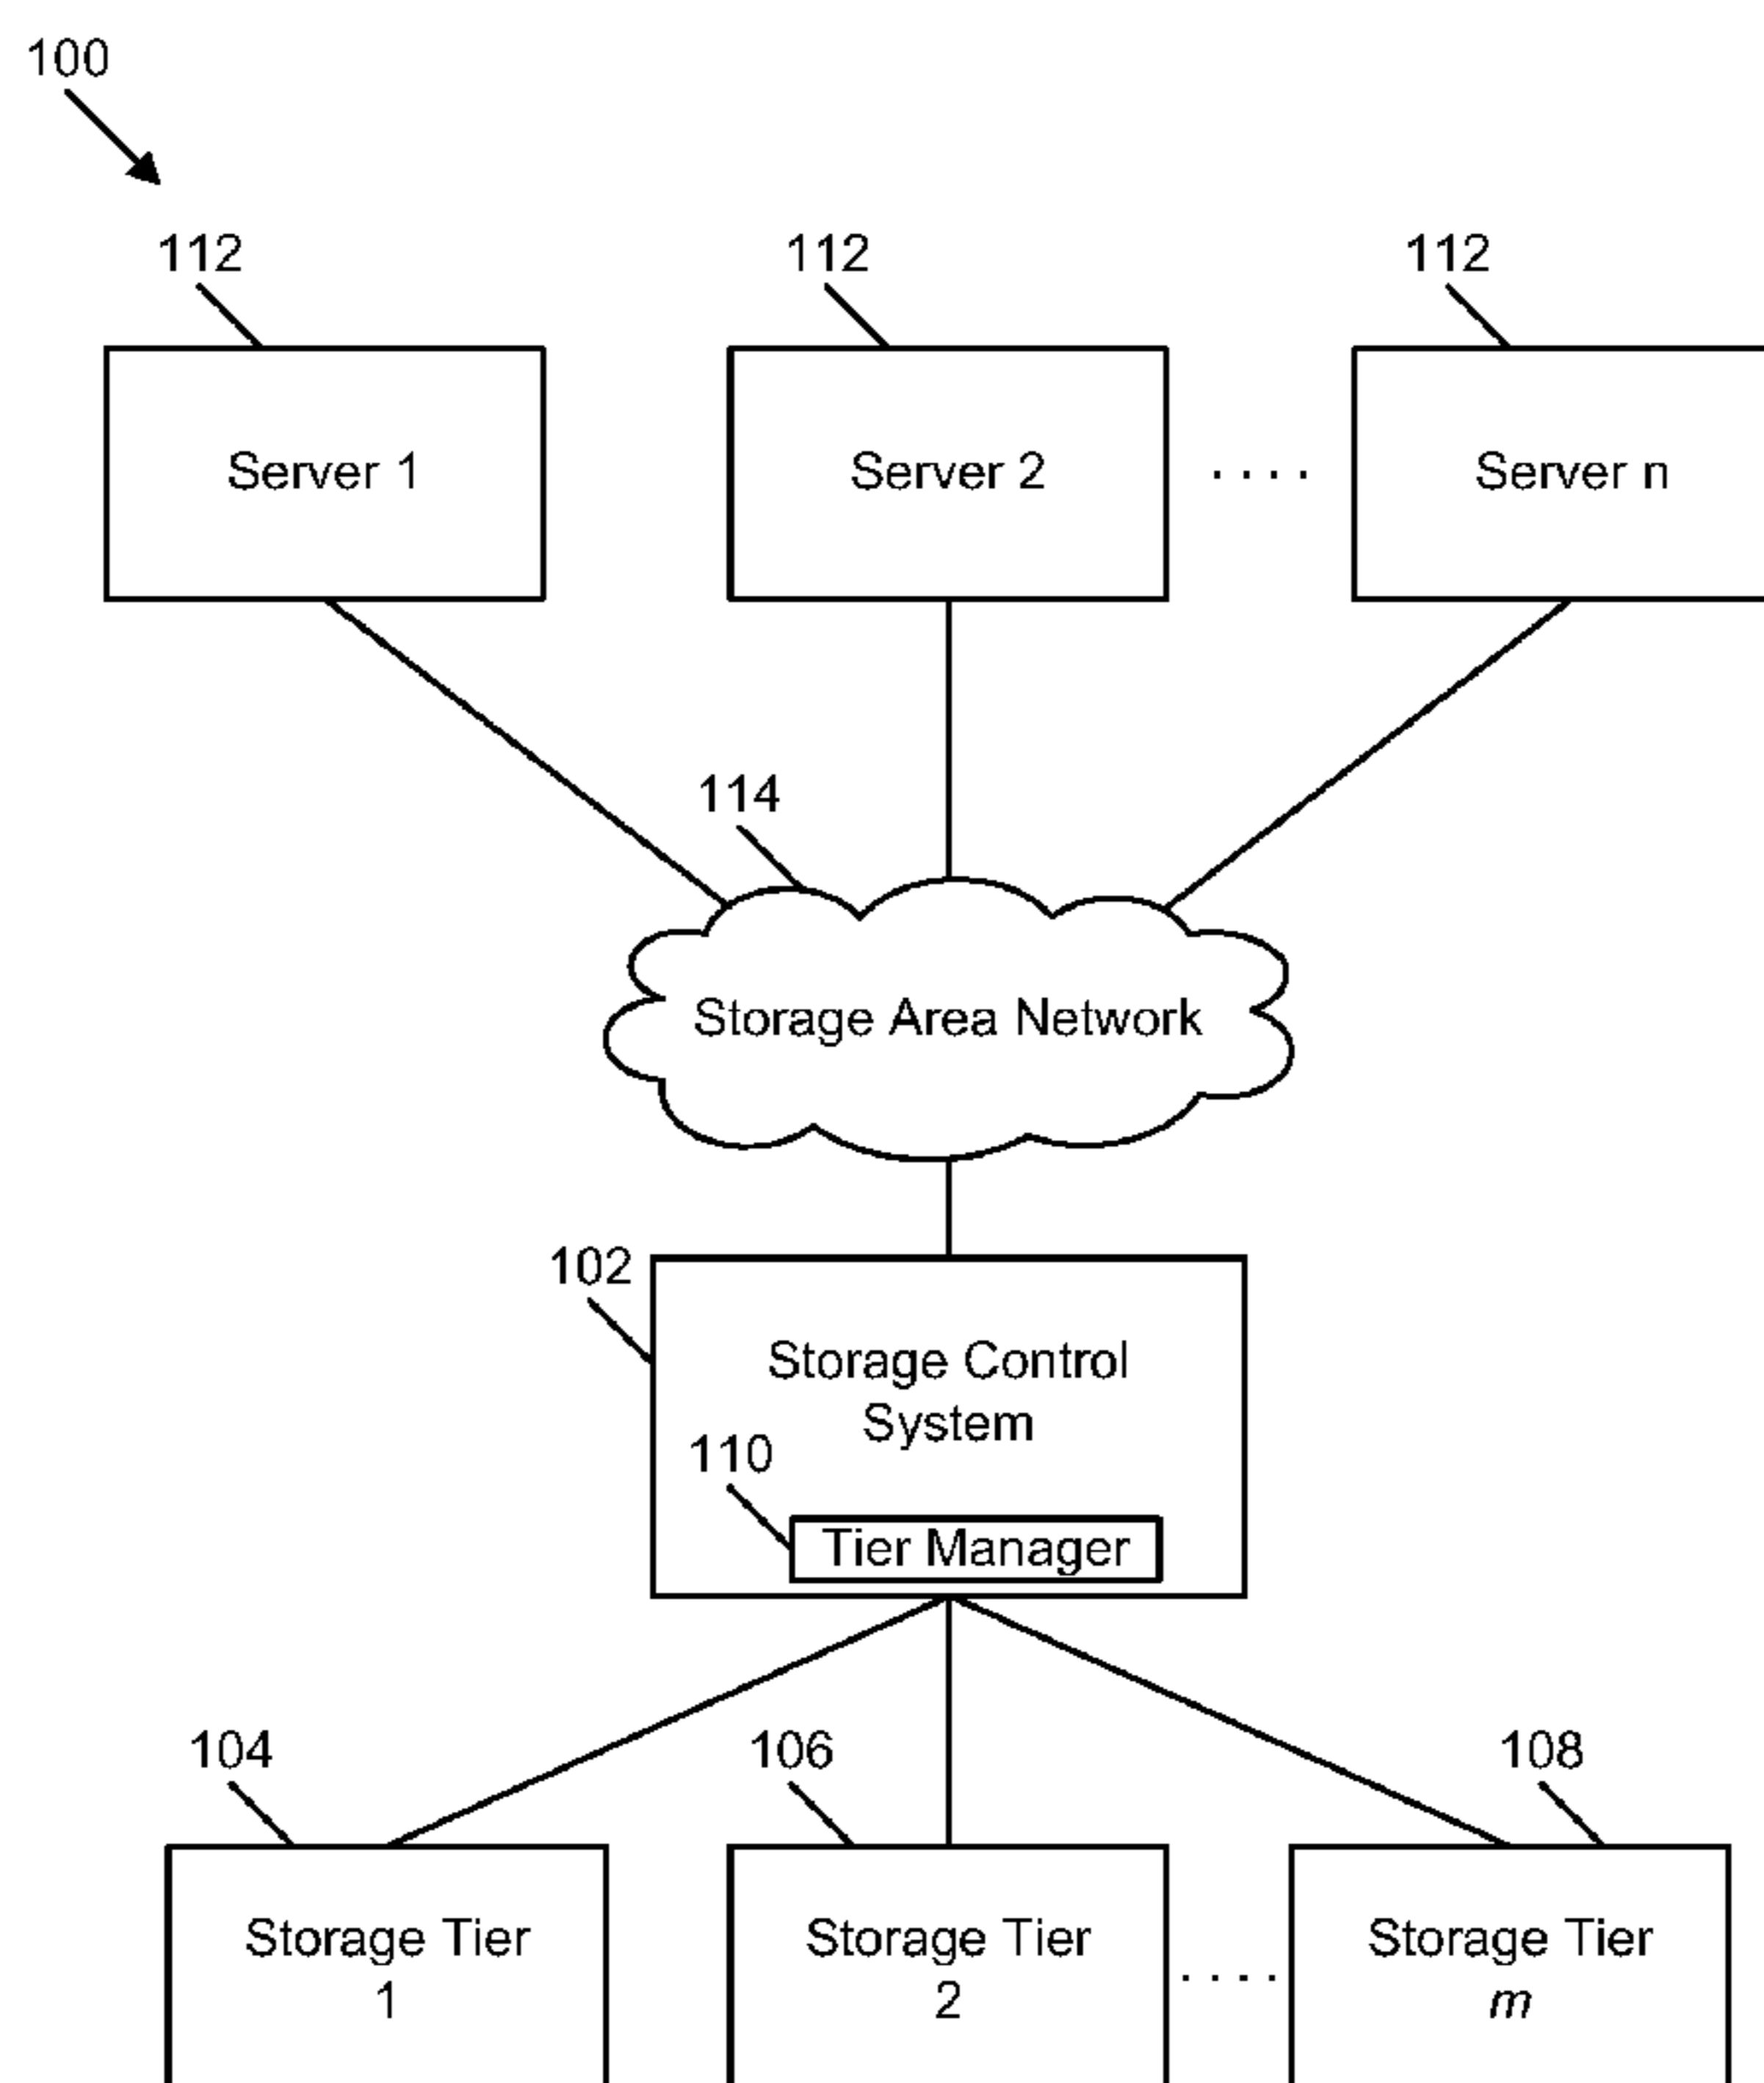 100
112
112
112
Server 1
Server 2
. . . .
Server n
114
Storage Area Network
102
Storage Control
System
110
Tier Manager
104
106
108
Storage Tier
1
Storage Tier
2
. . . .
Storage Tier
m